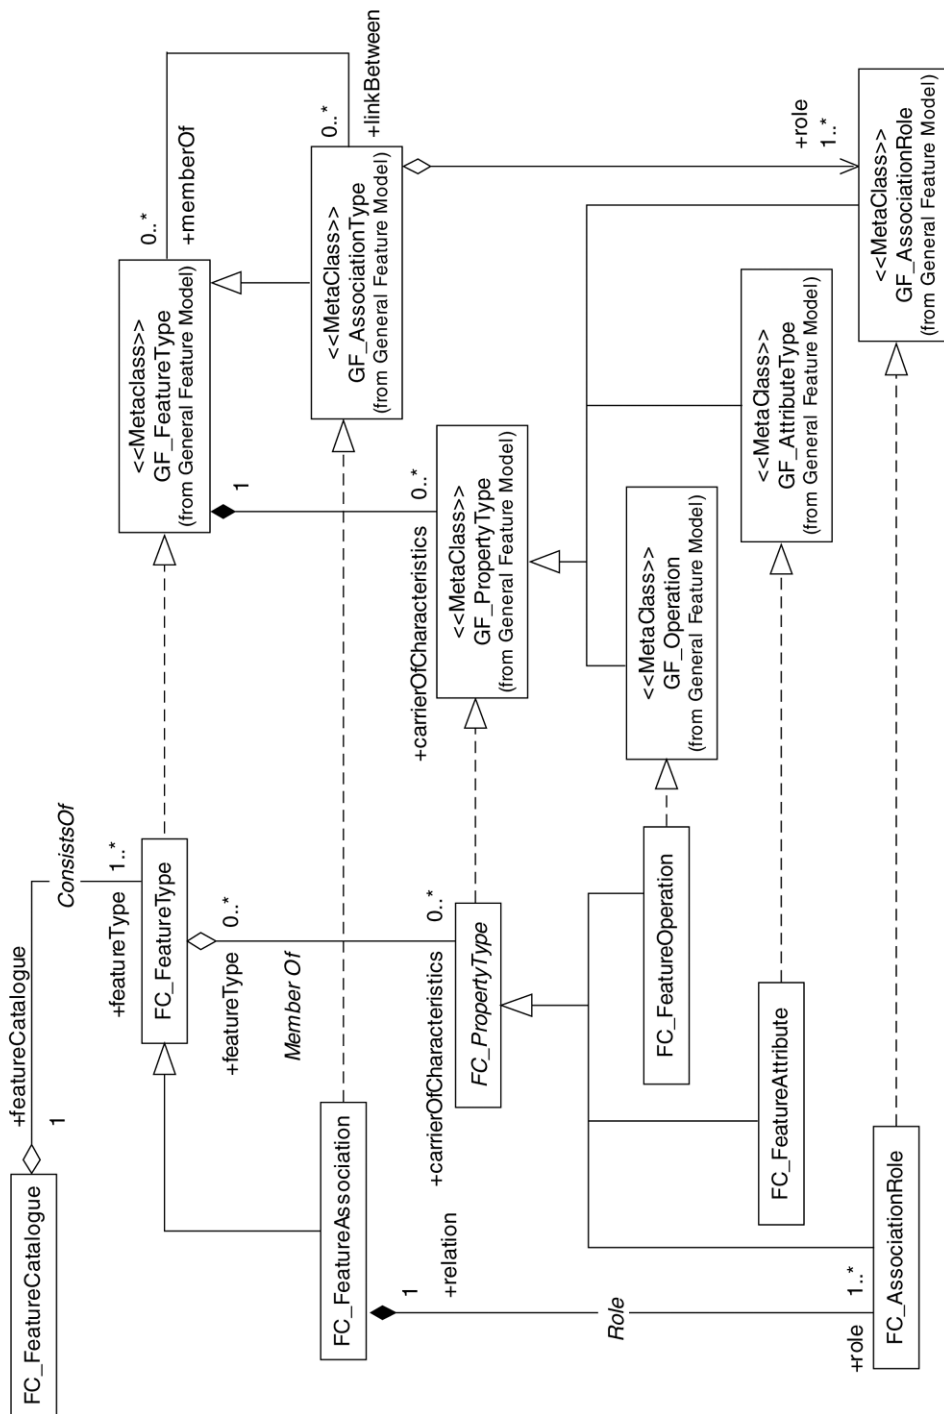 FC_FeatureCatalogue
+featureCatalogue
1
ConsistsOf
1..*
+featureType
FC_FeatureType
+featureType
0..*
Member Of
+carrierOfCharacteristics
0..*
FC_PropertyType
FC_FeatureAssociation
1
+relation
Role
+role
1..*
FC_AssociationRole
FC_FeatureAttribute
FC_FeatureOperation
<<Metaclass>>
GF_FeatureType
(from General Feature Model)
0..*
+memberOf
0..*
+linkBetween
<<MetaClass>>
GF_AssociationType
(from General Feature Model)
1
+carrierOfCharacteristics
0..*
<<MetaClass>>
GF_PropertyType
(from General Feature Model)
<<MetaClass>>
GF_Operation
(from General Feature Model)
<<MetaClass>>
GF_AttributeType
(from General Feature Model)
+role
1..*
<<MetaClass>>
GF_AssociationRole
(from General Feature Model)